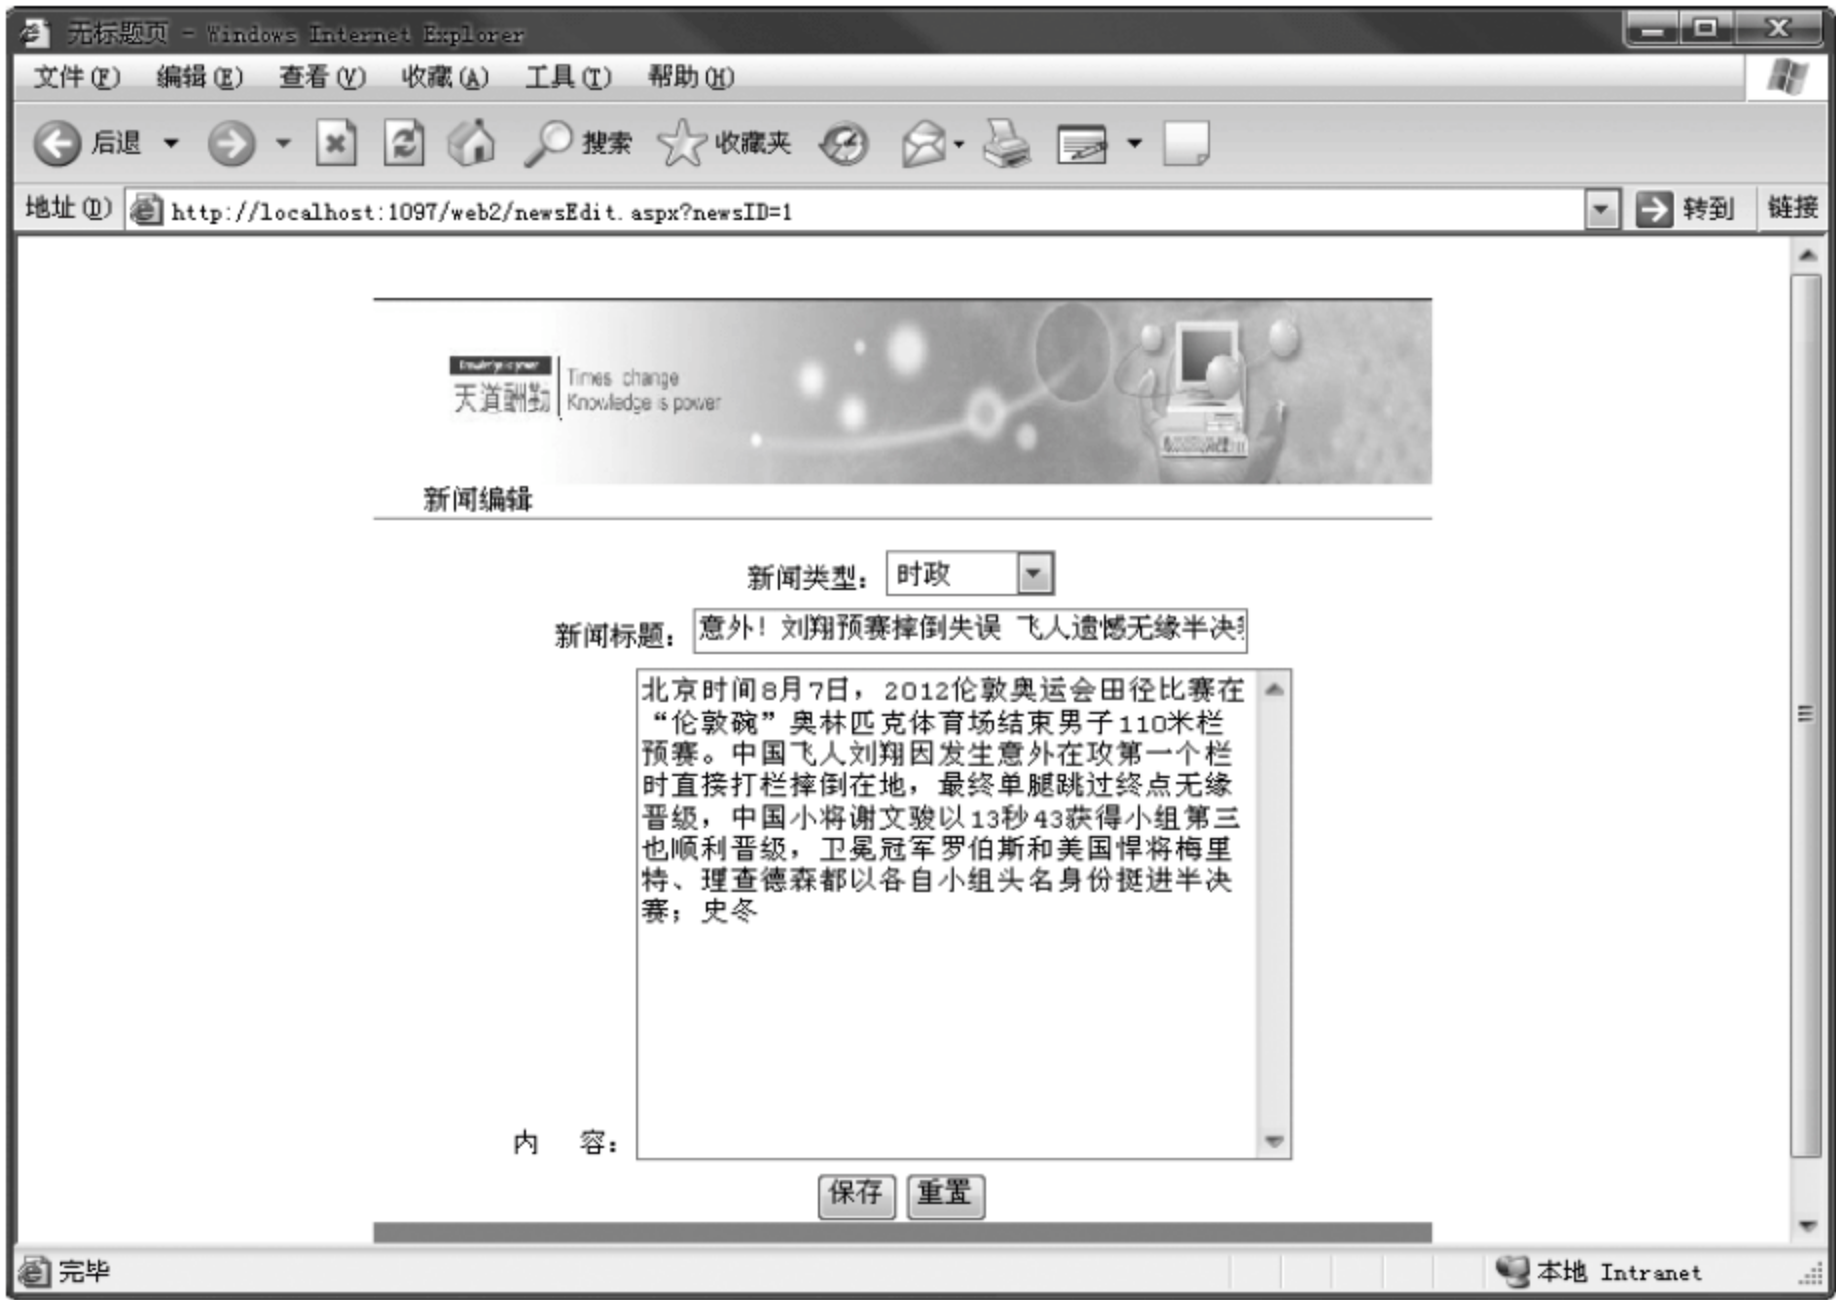 无标题页 - Windows Internet Explorer
文件(F) 编辑(E) 查看(V) 收藏(A) 工具(T) 帮助(H)
后退 搜索 收藏夹
地址(D) http://localhost:1097/web2/newsEdit.aspx?newsID=1 转到 链接
Knowledge is power
天道酬勤
Times change
Knowledge is power
新闻编辑
新闻类型： 时政
新闻标题： 意外！刘翔预赛摔倒失误 飞人遗憾无缘半决
北京时间8月7日，2012伦敦奥运会田径比赛在
“伦敦碗”奥林匹克体育场结束男子110米栏
预赛。中国飞人刘翔因发生意外在攻第一个栏
时直接打栏摔倒在地，最终单腿跳过终点无缘
晋级，中国小将谢文骏以13秒43获得小组第三
也顺利晋级，卫冕冠军罗伯斯和美国悍将梅里
特、理查德森都以各自小组头名身份挺进半决
赛；史冬
内 容：
保存 重置
完毕 本地 Intranet